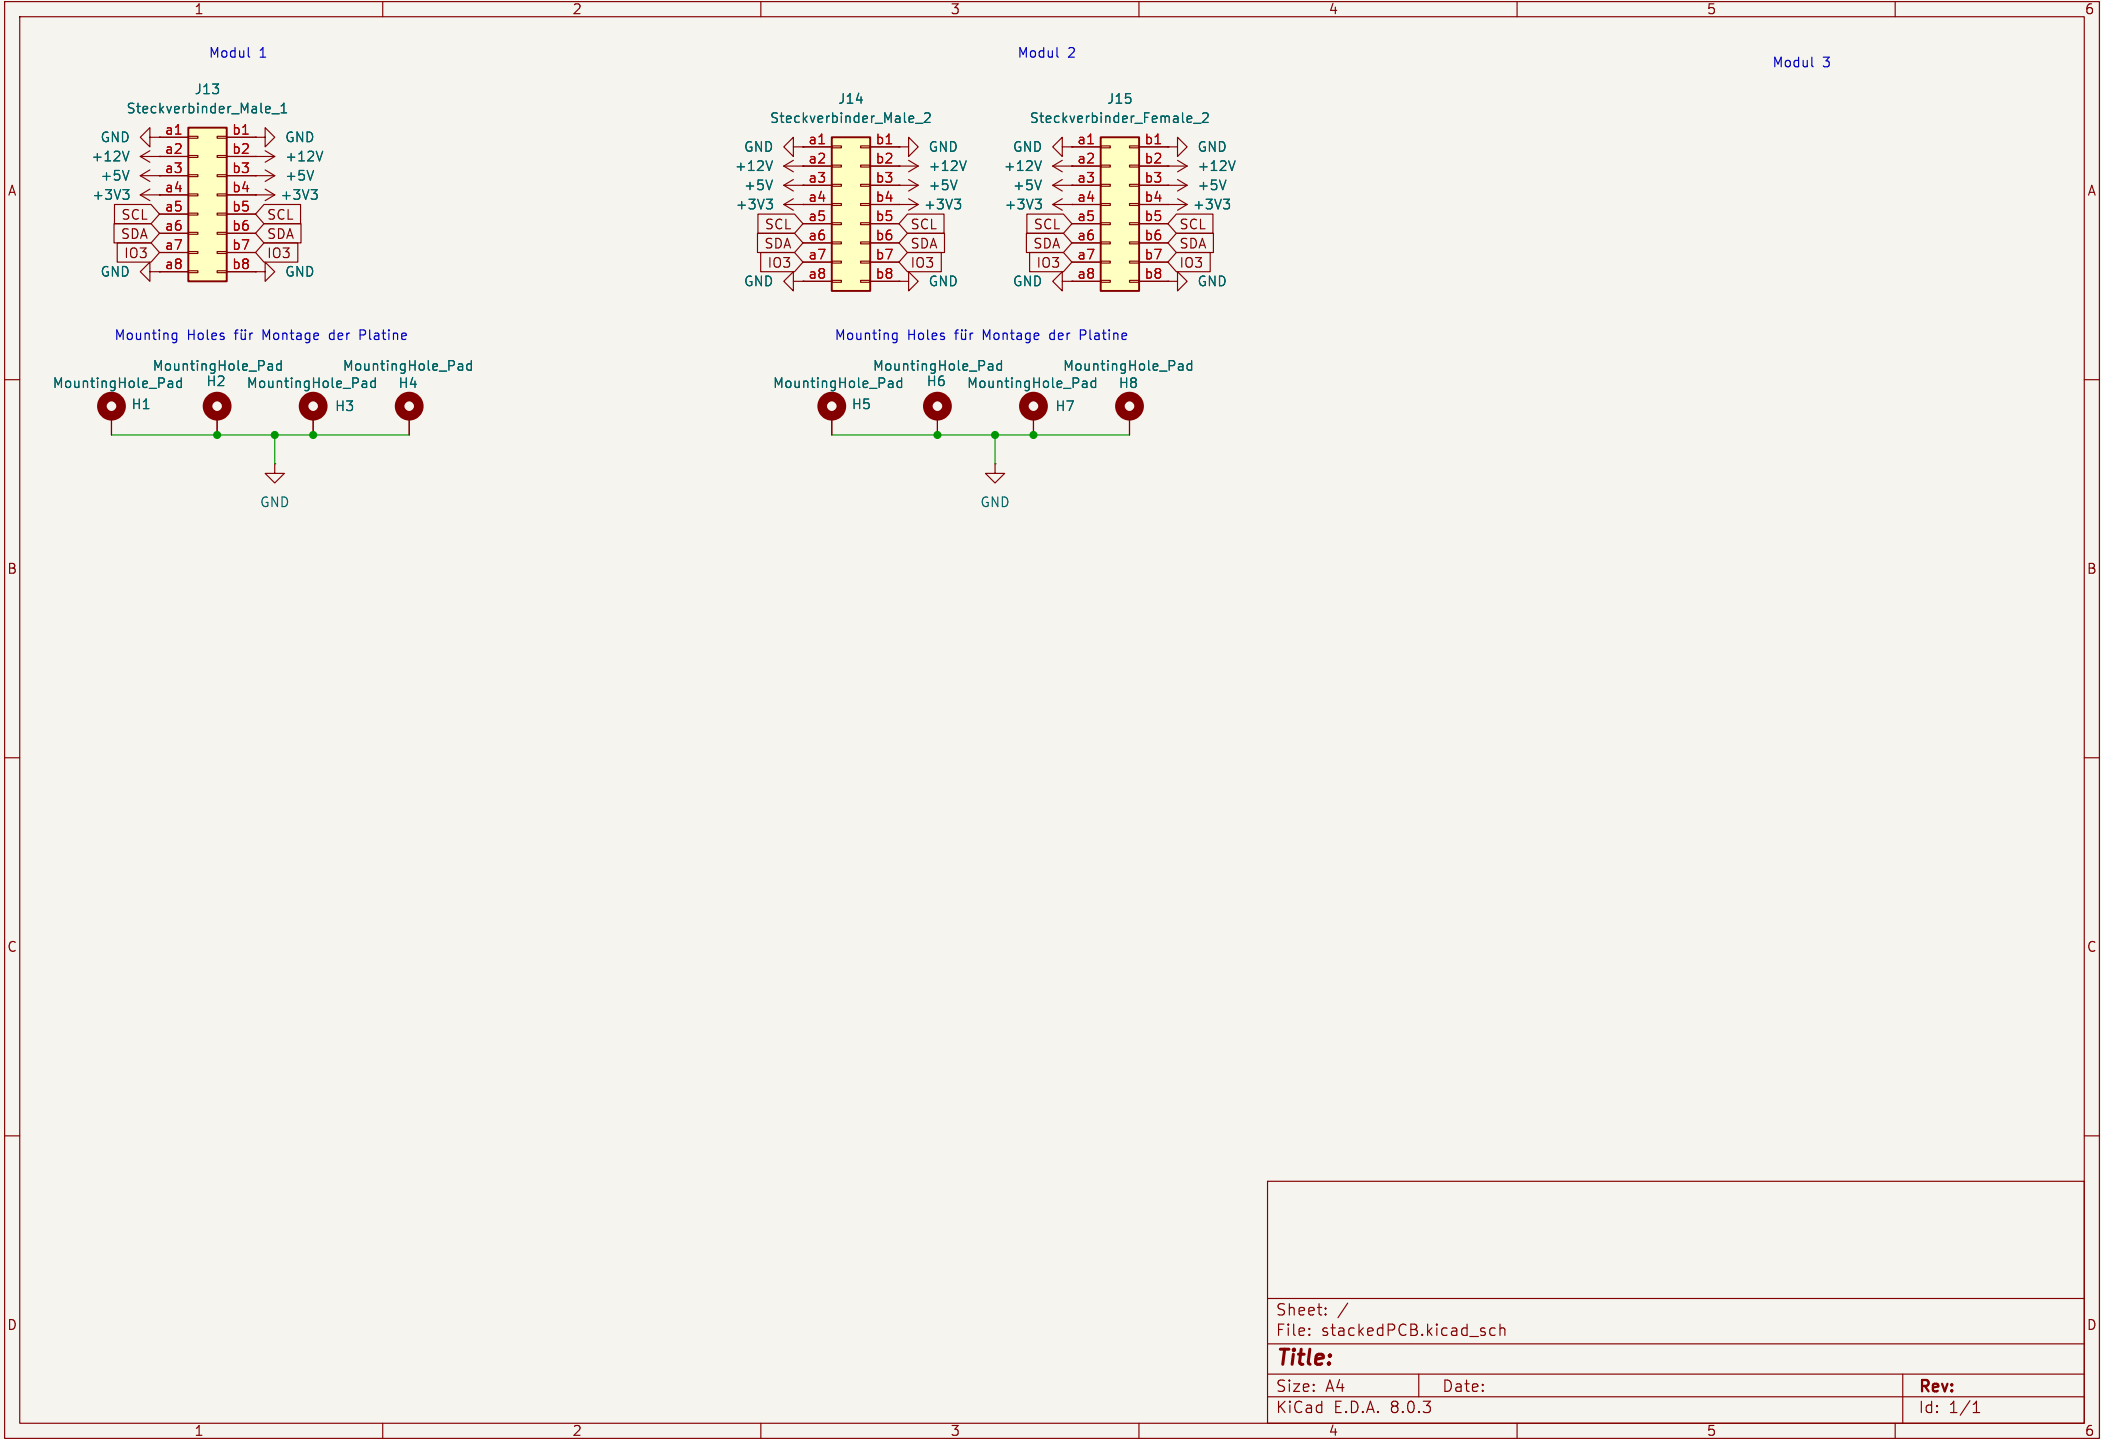 1 2 3 4 5 6
Modul 1
Modul 2
Modul 3
J13
Steckverbinder_Male_1
GND a1 b1 GND
+12V a2 b2 +12V
+5V a3 b3 +5V
+3V3 a4 b4 +3V3
SCL a5 b5 SCL
SDA a6 b6 SDA
IO3 a7 b7 IO3
GND a8 b8 GND
J14
Steckverbinder_Male_2
GND a1 b1 GND
+12V a2 b2 +12V
+5V a3 b3 +5V
+3V3 a4 b4 +3V3
SCL a5 b5 SCL
SDA a6 b6 SDA
IO3 a7 b7 IO3
GND a8 b8 GND
J15
Steckverbinder_Female_2
GND a1 b1 GND
+12V a2 b2 +12V
+5V a3 b3 +5V
+3V3 a4 b4 +3V3
SCL a5 b5 SCL
SDA a6 b6 SDA
IO3 a7 b7 IO3
GND a8 b8 GND
A A
Mounting Holes für Montage der Platine
MountingHole_Pad
H1
MountingHole_Pad
H2
MountingHole_Pad
H3
MountingHole_Pad
H4
GND
Mounting Holes für Montage der Platine
MountingHole_Pad
H5
MountingHole_Pad
H6
MountingHole_Pad
H7
MountingHole_Pad
H8
GND
B B
C C
D D
Sheet: /
File: stackedPCB.kicad_sch
Title:
Size: A4 Date: Rev:
KiCad E.D.A. 8.0.3 Id: 1/1
1 2 3 4 5 6